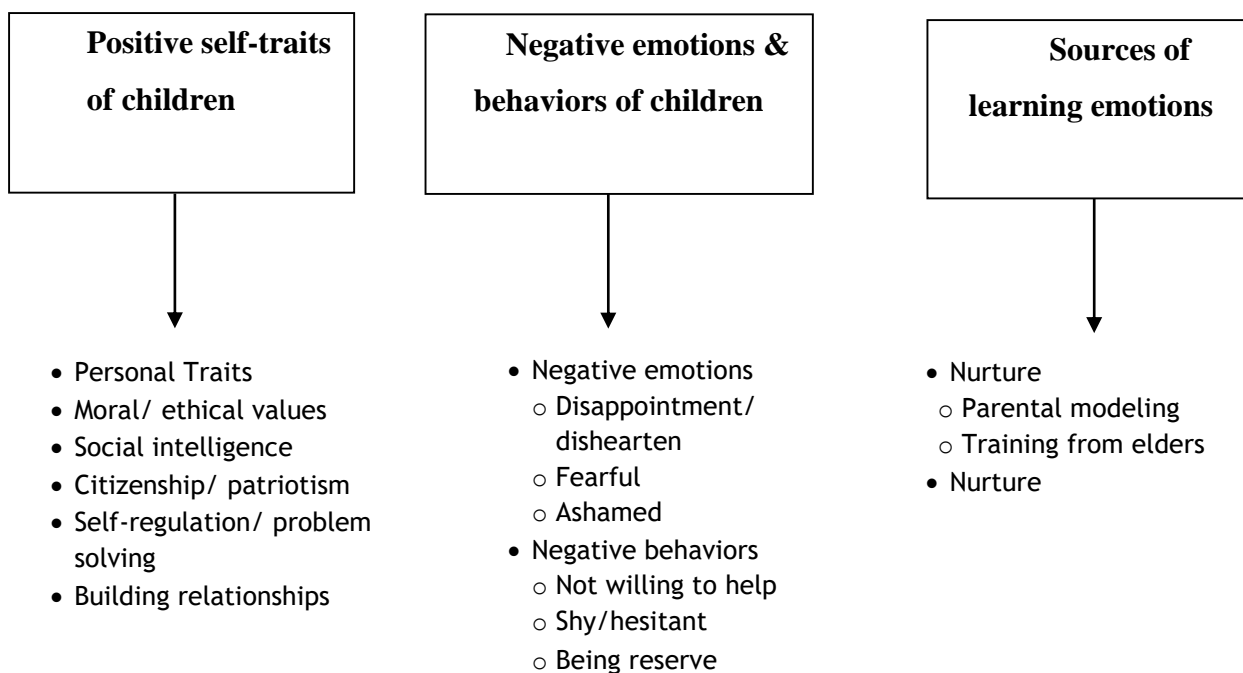 Positive self-traits
of children
Negative emotions &
behaviors of children
Sources of
learning emotions
• Personal Traits
• Moral/ ethical values
• Social intelligence
• Citizenship/ patriotism
• Self-regulation/ problem
solving
• Building relationships
• Negative emotions
o Disappointment/
dishearten
o Fearful
o Ashamed
• Negative behaviors
o Not willing to help
o Shy/hesitant
o Being reserve
• Nurture
o Parental modeling
o Training from elders
• Nurture